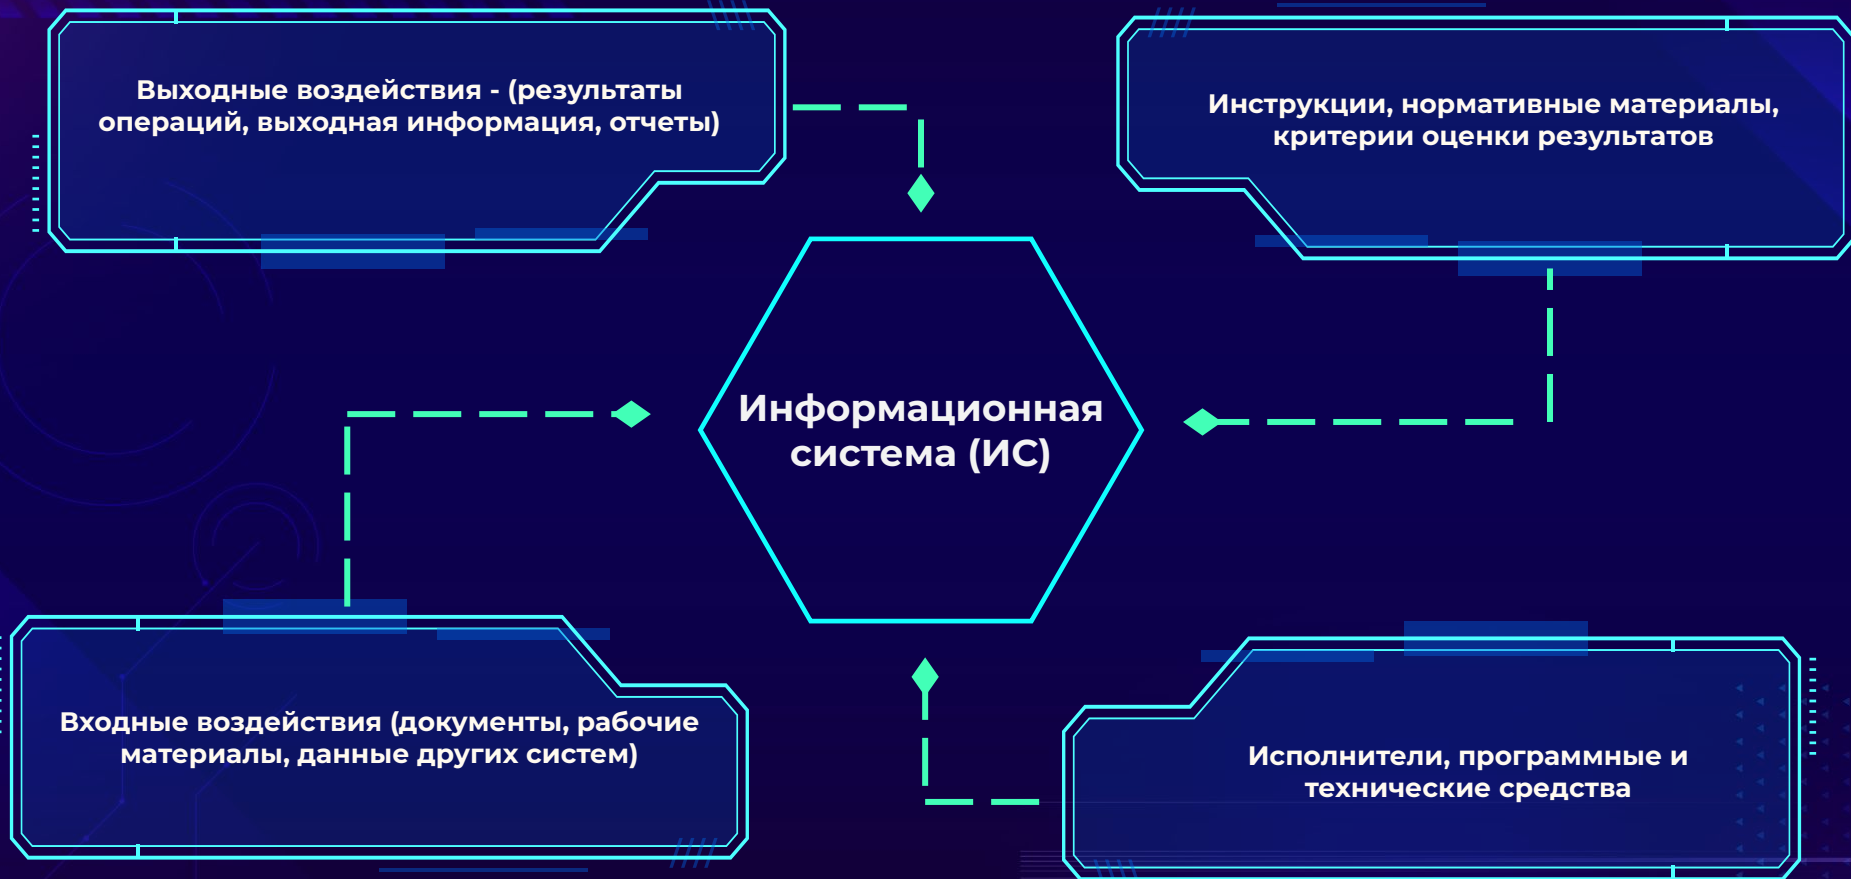 Выходные воздействия - (результаты
операций, выходная информация, отчеты)
Инструкции, нормативные материалы,
критерии оценки результатов
Информационная
система (ИС)
Входные воздействия (документы, рабочие
материалы, данные других систем)
Исполнители, программные и
технические средства